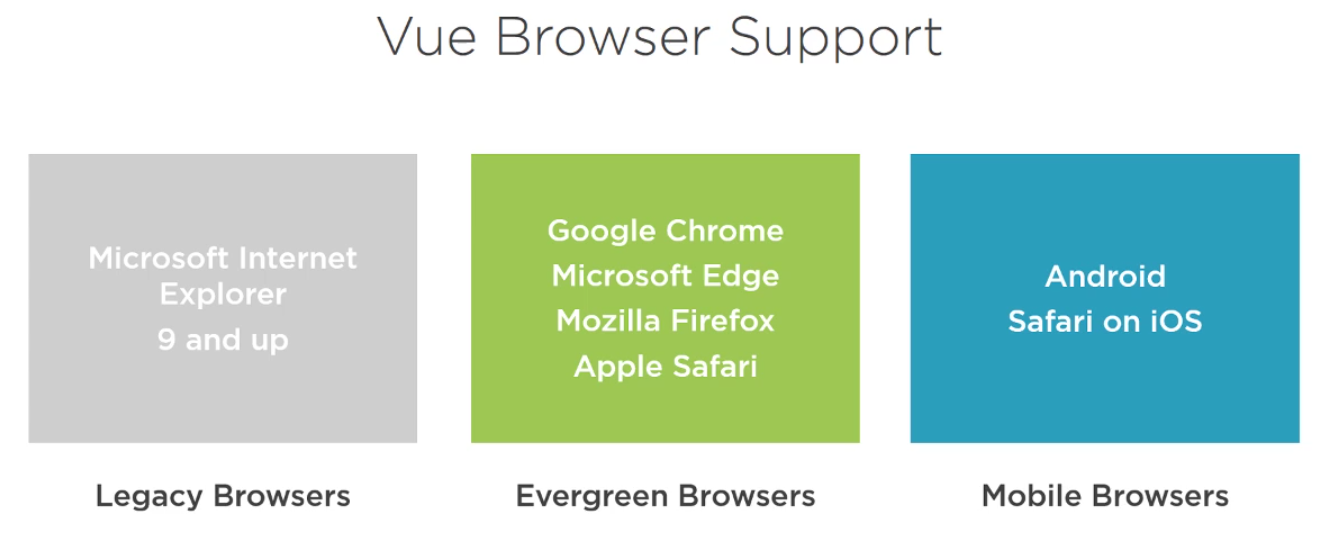 Vue Browser Support
Microsoft Internet
Explorer
9 and up
Legacy Browsers
Google Chrome
Microsoft Edge
Mozilla Firefox
Apple Safari
Evergreen Browsers
Android
Safari on iOS
Mobile Browsers